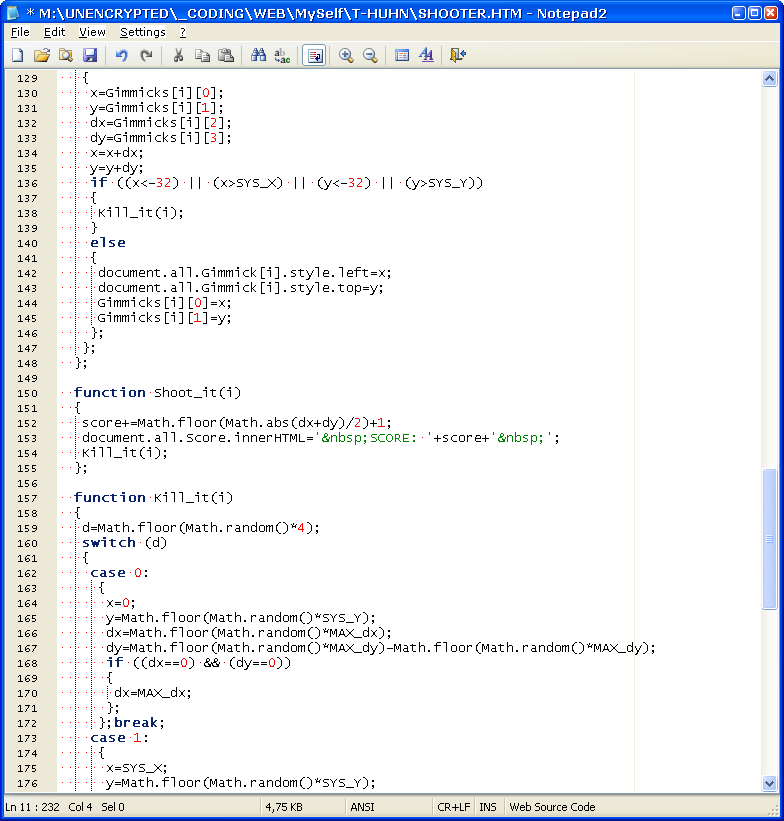 * M:\UNENCRYPTED\_CODING\WEB\MySelf\T-HUHN\SHOOTER.HTM - Notepad2
File Edit View Settings ?
129 {
130 x=Gimmicks[i][0];
131 y=Gimmicks[i][1];
132 dx=Gimmicks[i][2];
133 dy=Gimmicks[i][3];
134 x=x+dx;
135 y=y+dy;
136 if ((x<-32) || (x>SYS_X) || (y<-32) || (y>SYS_Y))
137 {
138 Kill_it(i);
139 }
140 else
141 {
142 document.all.Gimmick[i].style.left=x;
143 document.all.Gimmick[i].style.top=y;
144 Gimmicks[i][0]=x;
145 Gimmicks[i][1]=y;
146 };
147 };
148 };
149
150 function Shoot_it(i)
151 {
152 score+=Math.floor(Math.abs(dx+dy)/2)+1;
153 document.all.Score.innerHTML='&nbsp;SCORE: '+score+'&nbsp;';
154 Kill_it(i);
155 };
156
157 function Kill_it(i)
158 {
159 d=Math.floor(Math.random()*4);
160 switch (d)
161 {
162 case 0:
163 {
164 x=0;
165 y=Math.floor(Math.random()*SYS_Y);
166 dx=Math.floor(Math.random()*MAX_dx);
167 dy=Math.floor(Math.random()*MAX_dy)-Math.floor(Math.random()*MAX_dy);
168 if ((dx==0) && (dy==0))
169 {
170 dx=MAX_dx;
171 };
172 };break;
173 case 1:
174 {
175 x=SYS_X;
176 y=Math.floor(Math.random()*SYS_Y);
Ln 11 : 232 Col 4 Sel 0 4,75 KB ANSI CR+LF INS Web Source Code